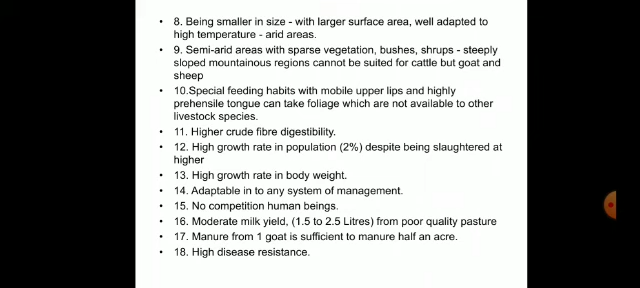 • 8. Being smaller in size - with larger surface area, well adapted to
high temperature - arid areas.
• 9. Semi-arid areas with sparse vegetation, bushes, shrups - steeply
sloped mountainous regions cannot be suited for cattle but goat and
sheep
• 10.Special feeding habits with mobile upper lips and highly
prehensile tongue can take foliage which are not available to other
livestock species.
• 11. Higher crude fibre digestibility.
• 12. High growth rate in population (2%) despite being slaughtered at
higher
• 13. High growth rate in body weight.
• 14. Adaptable in to any system of management.
• 15. No competition human beings.
• 16. Moderate milk yield, (1.5 to 2.5 Litres) from poor quality pasture
• 17. Manure from 1 goat is sufficient to manure half an acre.
• 18. High disease resistance.